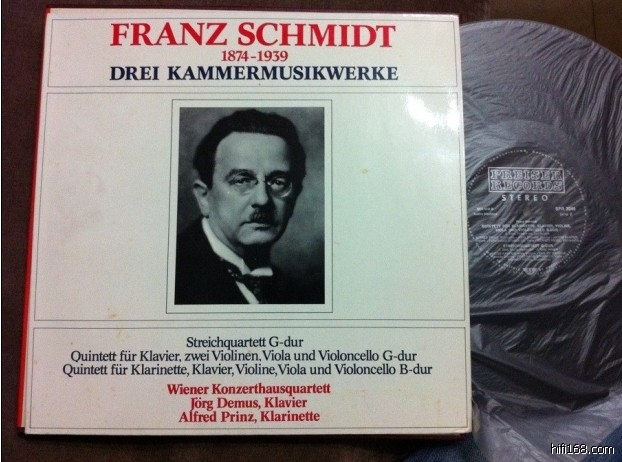 FRANZ SCHMIDT
1874-1939
DREI KAMMERMUSIKWERKE
Streichquartett G-dur
Quintett für Klavier, zwei Violinen, Viola und Violoncello G-dur
Quintett für Klarinette, Klavier, Violine, Viola und Violoncello B-dur
Wiener Konzerthausquartett
Jörg Demus, Klavier
Alfred Prinz, Klarinette
PREISER
RECORDS
STEREO
hifi168.com